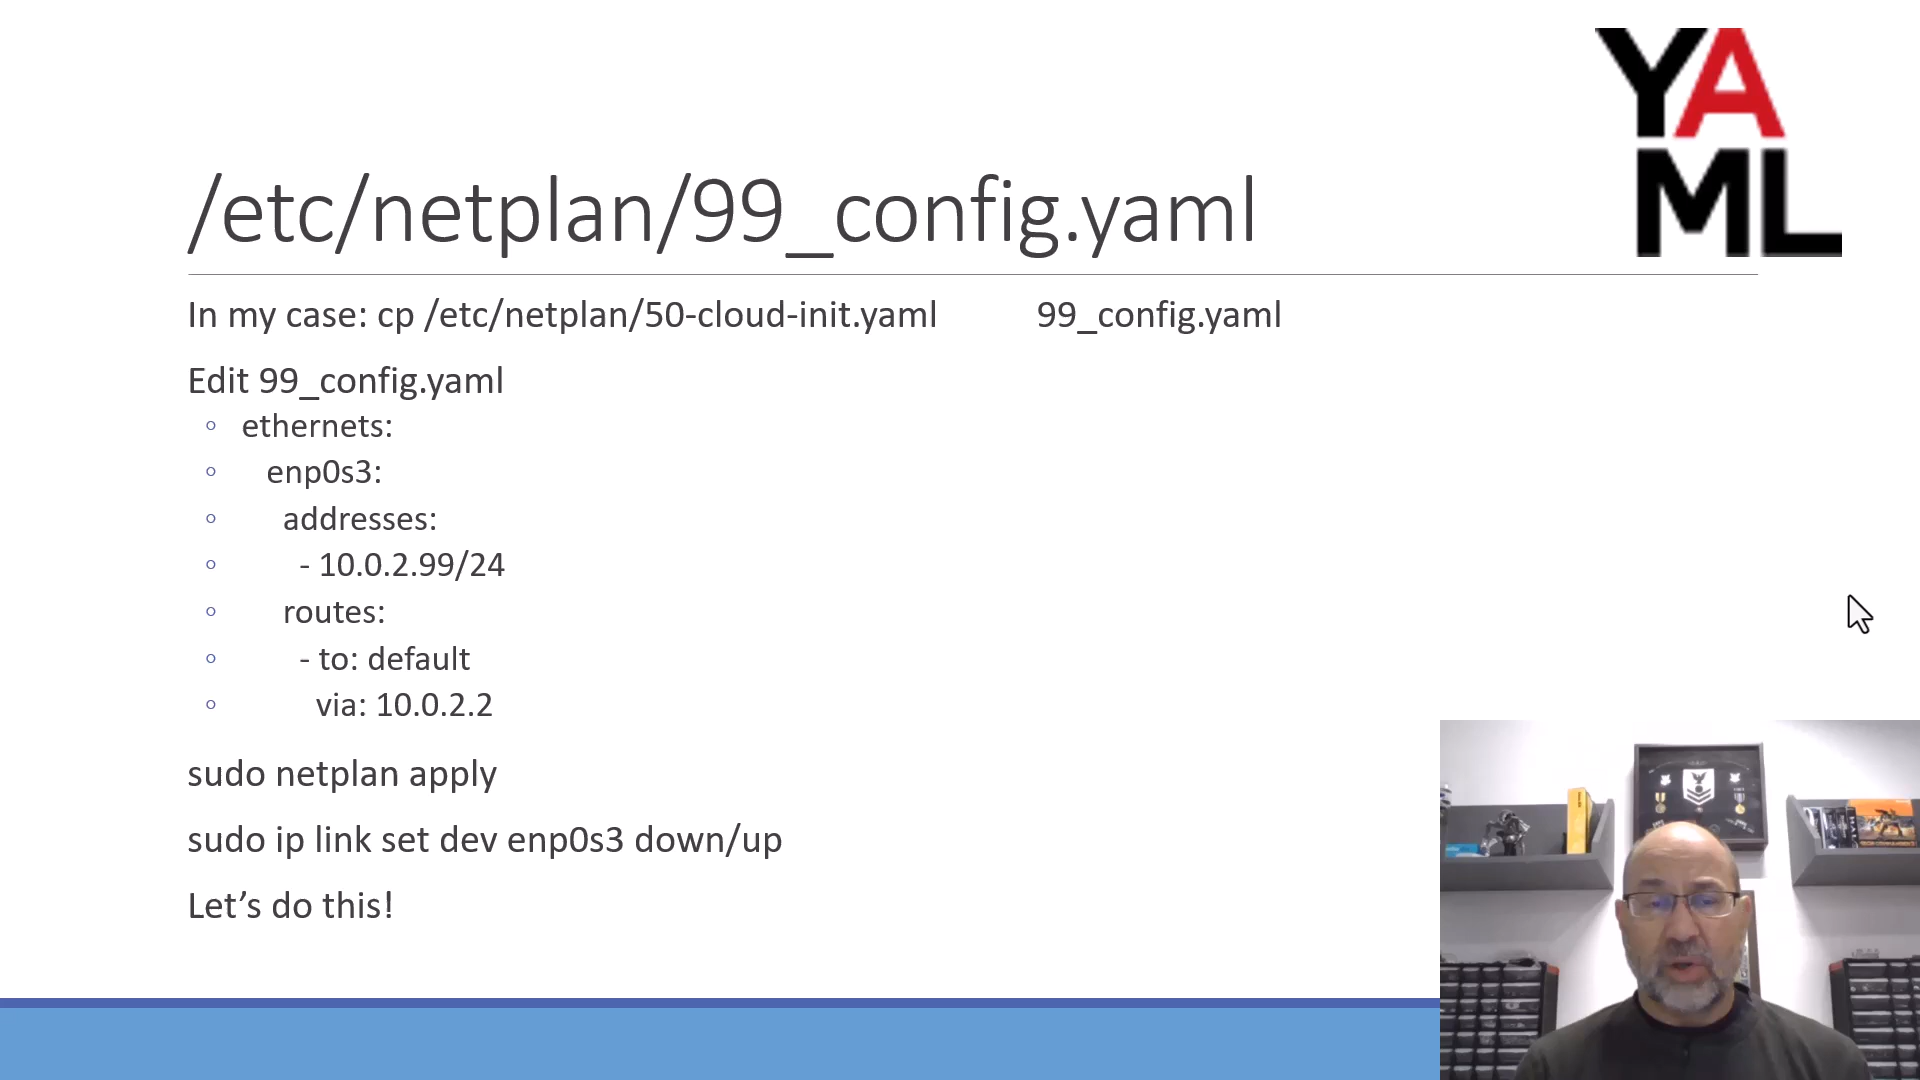 YA
ML
/etc/netplan/99_config.yaml
In my case: cp /etc/netplan/50-cloud-init.yaml 99_config.yaml
Edit 99_config.yaml
ethernets:
enp0s3:
addresses:
- 10.0.2.99/24
routes:
- to: default
via: 10.0.2.2
sudo netplan apply
sudo ip link set dev enp0s3 down/up
Let’s do this!